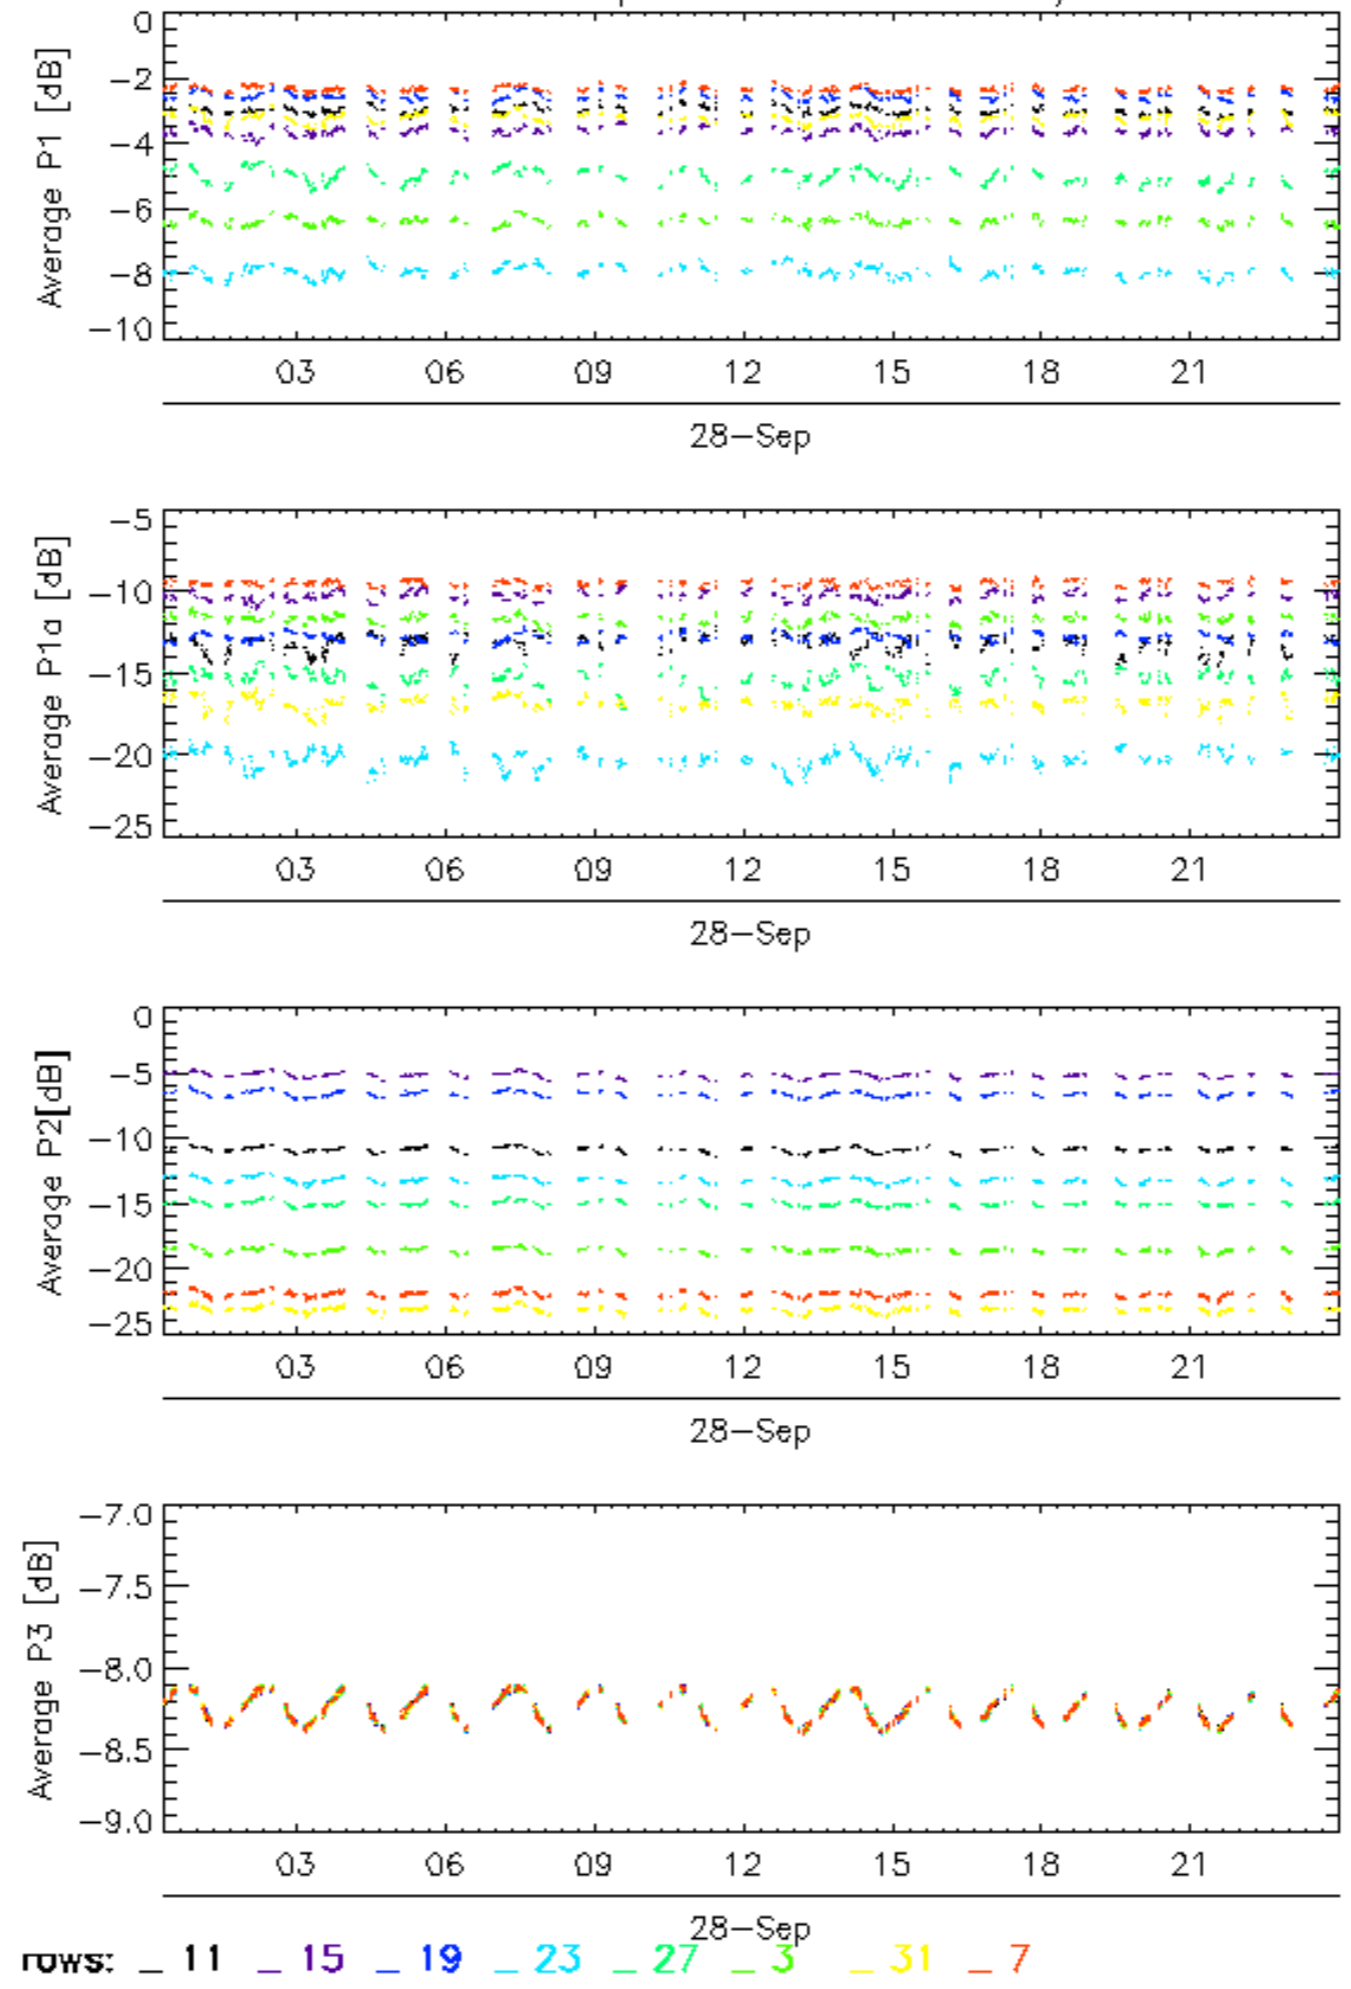 0
−2
−4
−6
−8
−10
Average P1 [dB]
03 06 09 12 15 18 21
28−Sep
−5
−10
−15
−20
−25
Average P1a [dB]
03 06 09 12 15 18 21
28−Sep
0
−5
−10
−15
−20
−25
Average P2[dB]
03 06 09 12 15 18 21
28−Sep
−7.0
−7.5
−8.0
−8.5
−9.0
Average P3 [dB]
03 06 09 12 15 18 21
28−Sep
rows: _ 11 _ 15 _ 19 _ 23 _ 27 _ 3 _ 31 _ 7